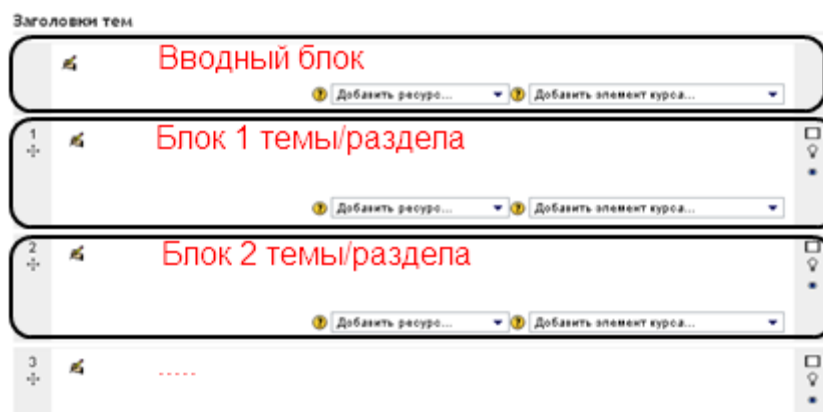 Заголовки тем
Вводный блок
Добавить ресурс... Добавить элемент курса...
1
Блок 1 темы/раздела
Добавить ресурс... Добавить элемент курса...
2
Блок 2 темы/раздела
Добавить ресурс... Добавить элемент курса...
3
-----